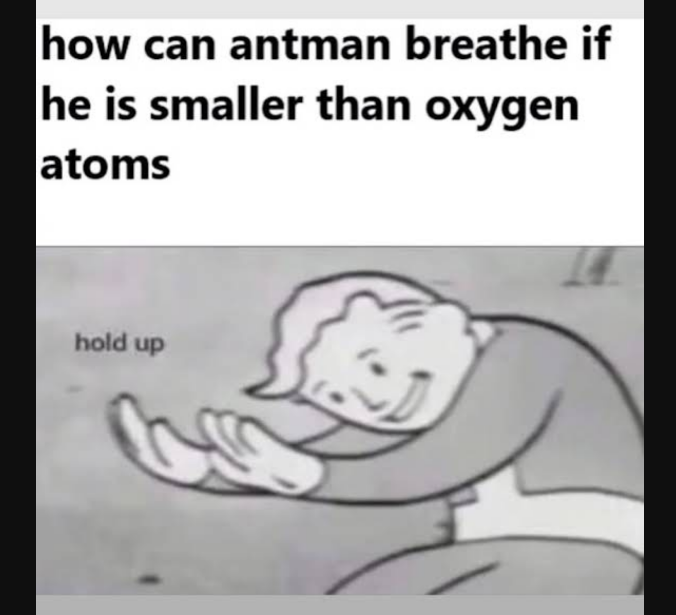 how can antman breathe if
he is smaller than oxygen
atoms
hold up